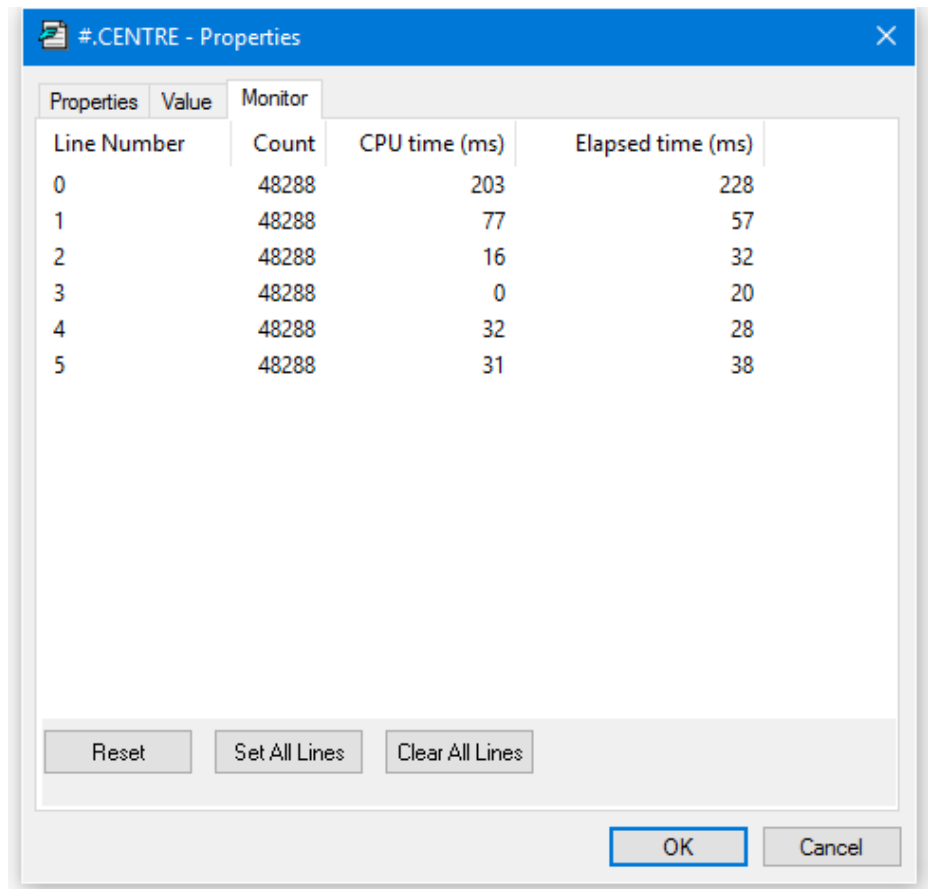 #.CENTRE - Properties
Properties Value Monitor
Line Number Count CPU time (ms) Elapsed time (ms)
0 48288 203 228
1 48288 77 57
2 48288 16 32
3 48288 0 20
4 48288 32 28
5 48288 31 38
Reset Set All Lines Clear All Lines
OK Cancel